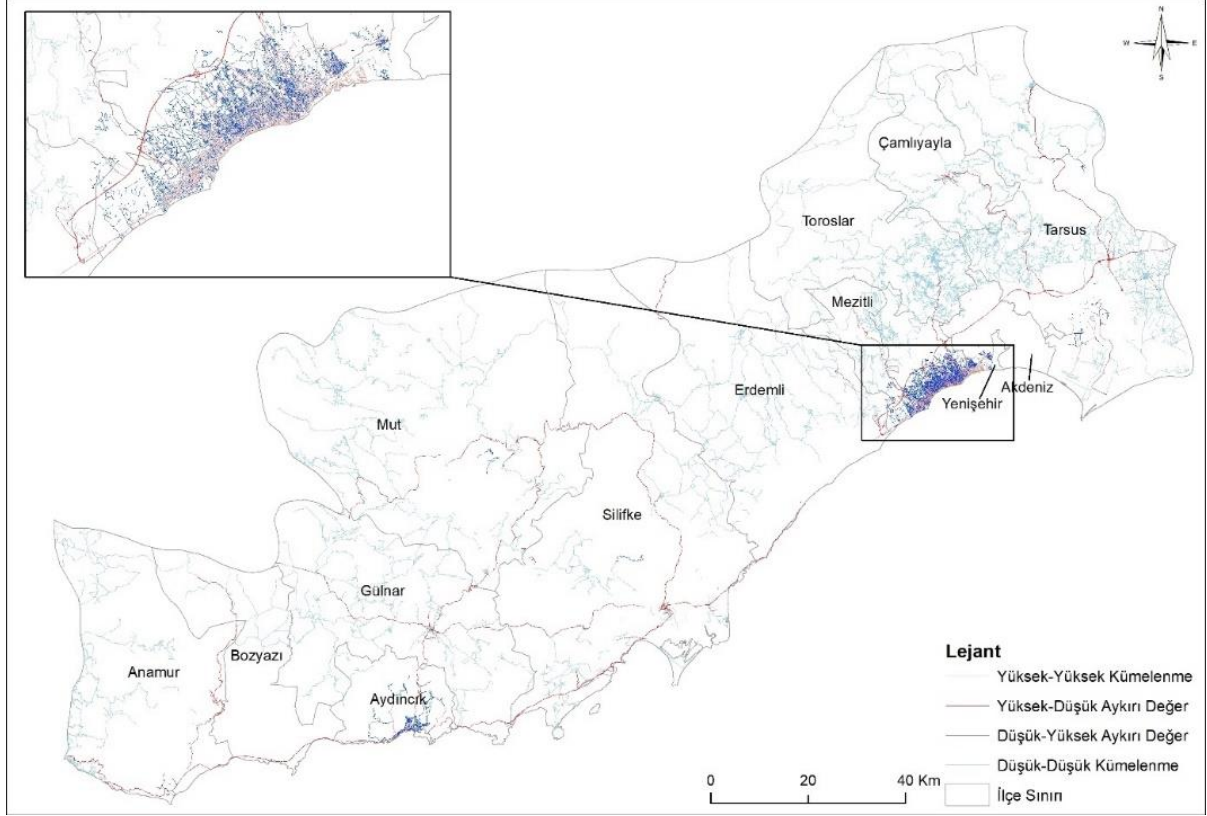 N
W E
S
Çamlıyayla
Toroslar
Tarsus
Mezitli
Erdemli
Akdeniz
Yenişehir
Mut
Silifke
Gülnar
Bozyazı
Anamur
Aydıncık
Lejant
Yüksek-Yüksek Kümelenme
Yüksek-Düşük Aykırı Değer
Düşük-Yüksek Aykırı Değer
Düşük-Düşük Kümelenme
İlçe Sınırı
0 20 40 Km